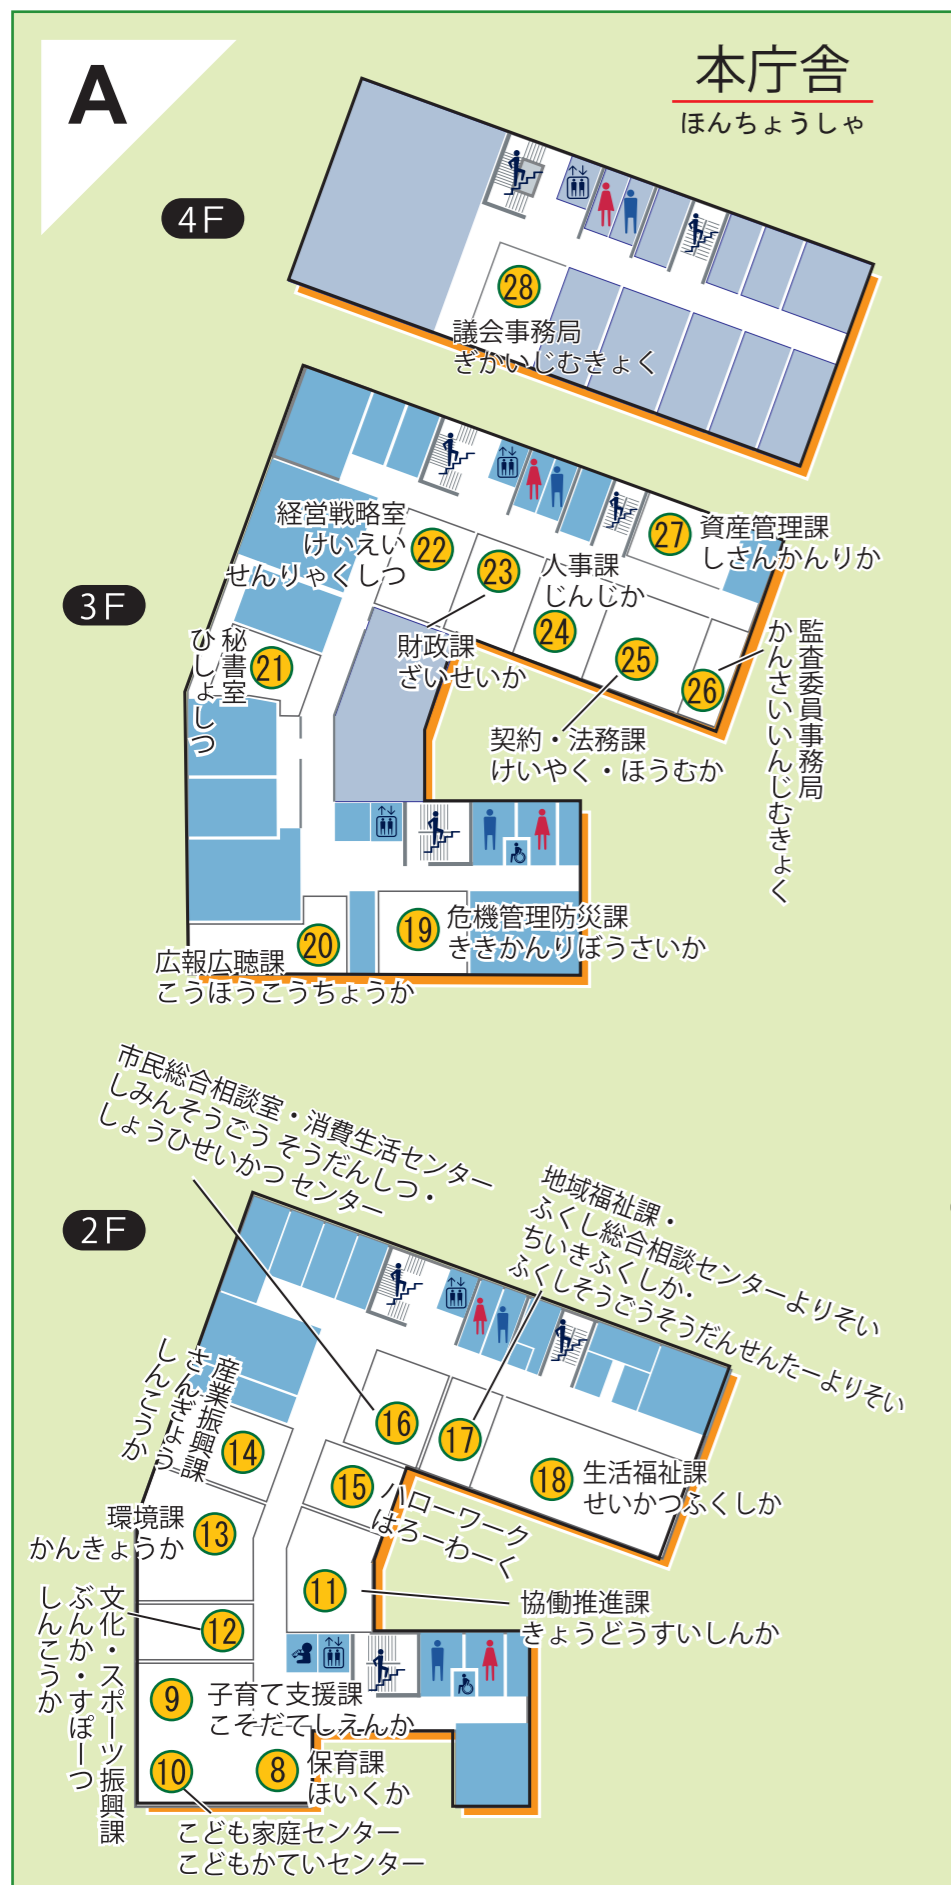 A
本庁舎
ほんちょうしゃ
4F
28
議会事務局
ぎかいじむきょく
3F
経営戦略室
けいえい
せんりゃくしつ
22
23
財政課
ざいせいか
人事課
じんじか
24
25
契約・法務課
けいやく・ほうむか
26
監査委員事務局
かんさいいんじむきょく
27
資産管理課
しさんかんりか
秘書室
ひしょしつ
21
20
広報広聴課
こうほうこうちょうか
19
危機管理防災課
ききかんりぼうさいか
2F
市民総合相談室・消費生活センター
しみんそうごう そうだんしつ・
しょうひせいかつ センター
地域福祉課・
ふくし総合相談センターよりそい
ちいきふくしか・
ふくしそうごうそうだんせんたーよりそい
16
17
18
生活福祉課
せいかつふくしか
15
ハローワーク
はろーわーく
産業振興課
さんぎょう
しんこうか
14
環境課
かんきょうか
13
11
協働推進課
きょうどうすいしんか
文化・スポーツ振興課
ぶんか・すぽーつ
しんこうか
12
9
子育て支援課
こそだてしえんか
8
保育課
ほいくか
10
こども家庭センター
こどもかていセンター